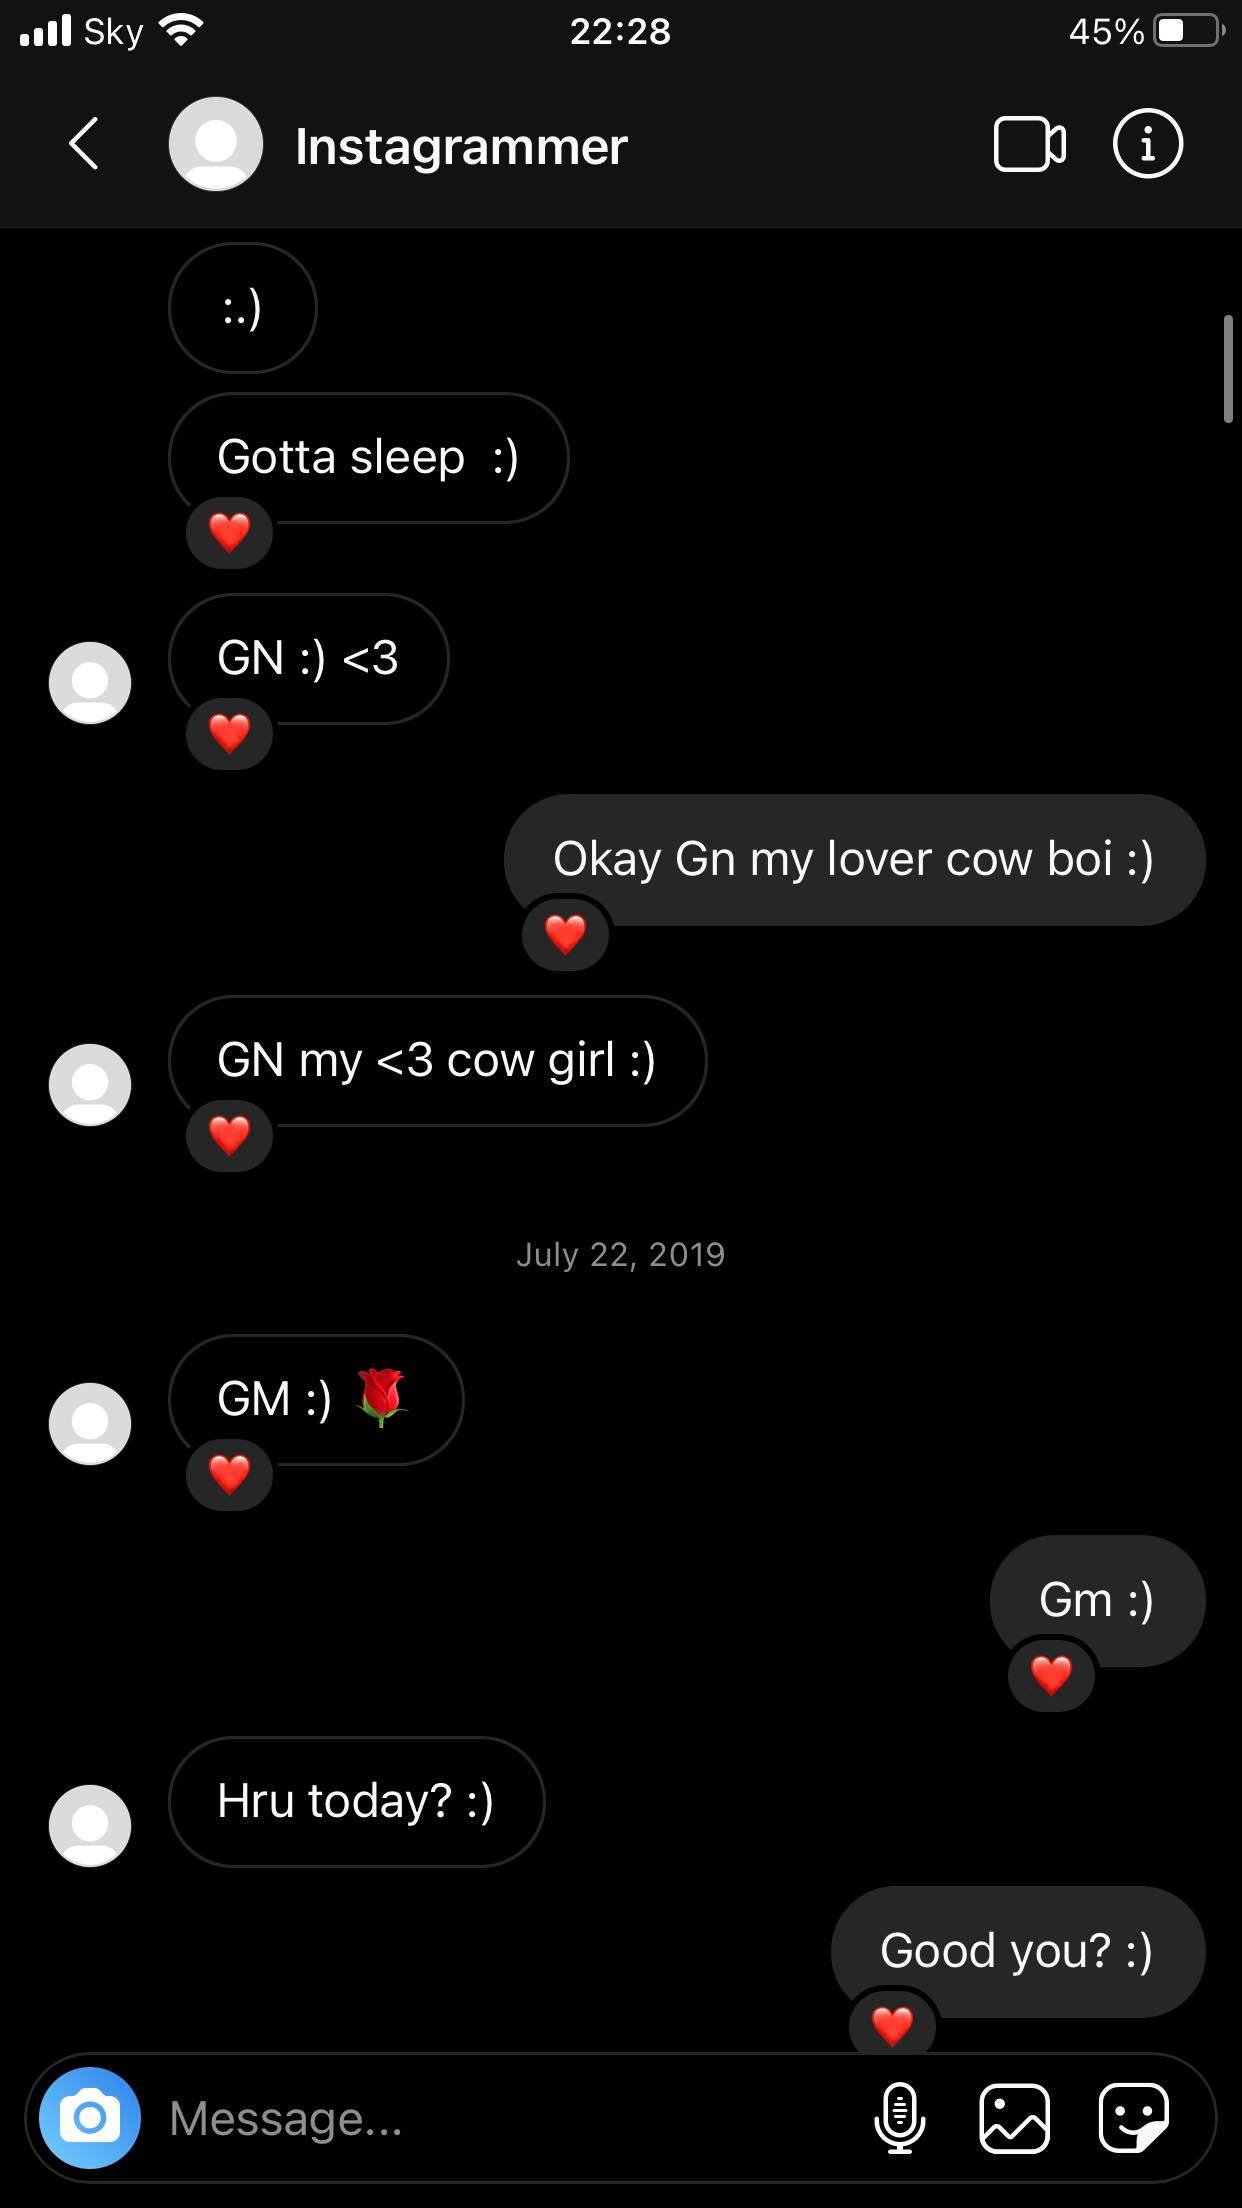 Sky 22:28 45%
Instagrammer
:.)
Gotta sleep  :)
GN :) <3
Okay Gn my lover cow boi :)
GN my <3 cow girl :)
July 22, 2019
GM :) 🌹
Gm :)
Hru today? :)
Good you? :)
Message...